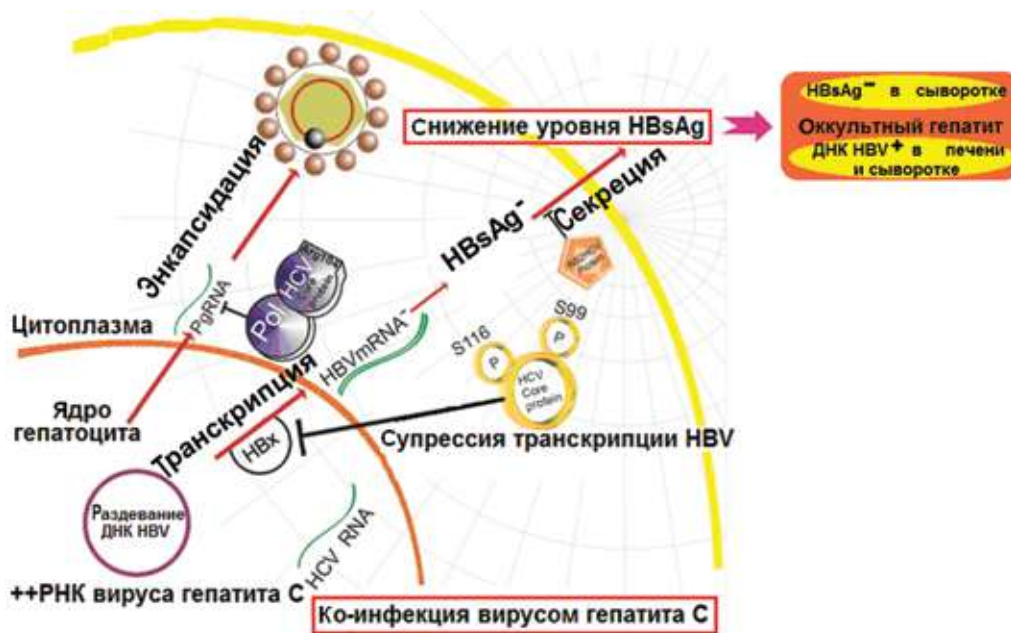 HBsAg⁻ в сыворотке
Оккультный гепатит
ДНК HBV⁺ в печени
и сыворотке
Снижение уровня HBsAg
Секреция
HBsAg⁻
Protein
Энкапсидация
PgRNA
Pol
HCV
protein
Цитоплазма
HBVmRNA⁻
S116
P
S99
P
HCV
Core
protein
Транскрипция
HBx
Супрессия транскрипции HBV
Ядро
гепатоцита
Раздевание
ДНК HBV
HCV RNA
++РНК вируса гепатита С
Ко-инфекция вирусом гепатита С